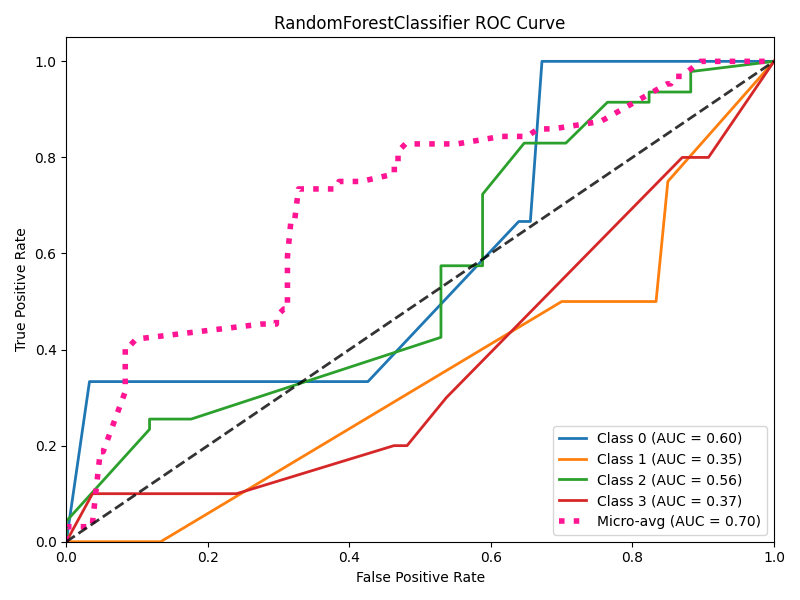 RandomForestClassifier ROC Curve
True Positive Rate
1.0
0.8
0.6
0.4
0.2
0.0
0.0 0.2 0.4 0.6 0.8 1.0
False Positive Rate
Class 0 (AUC = 0.60)
Class 1 (AUC = 0.35)
Class 2 (AUC = 0.56)
Class 3 (AUC = 0.37)
Micro-avg (AUC = 0.70)